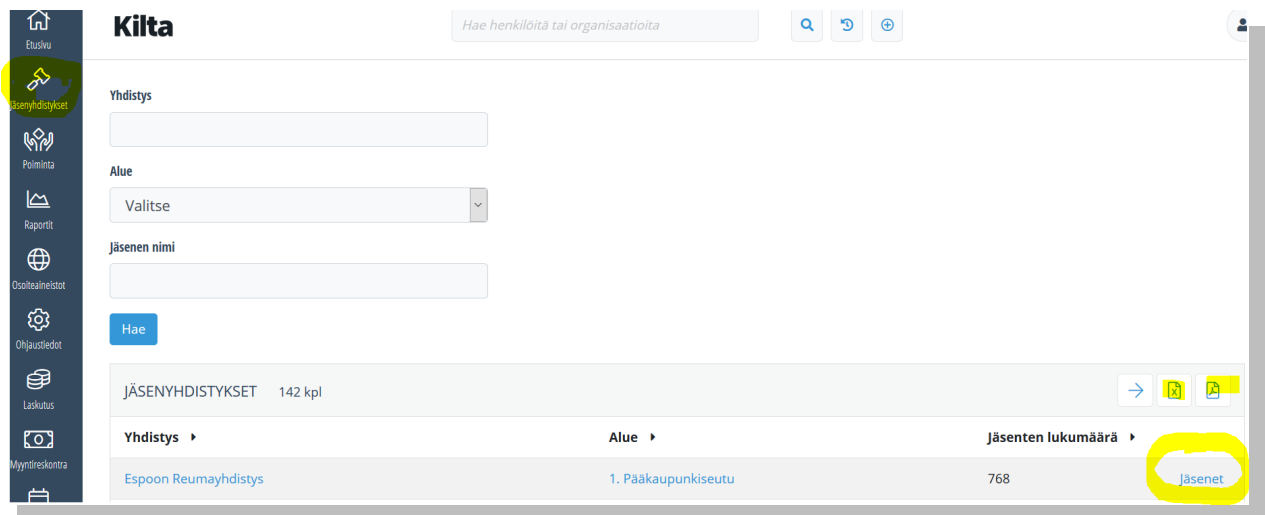 Kilta
Hae henkilöitä tai organisaatioita
Etusivu
Jäsenyhdistykset
Poiminta
Raportit
Osoiteaineistot
Ohjaustiedot
Laskutus
Myyntireskontra
Yhdistys
Alue
Valitse
Jäsenen nimi
Hae
JÄSENYHDISTYKSET 142 kpl
Yhdistys Alue Jäsenten lukumäärä
Espoon Reumayhdistys 1. Pääkaupunkiseutu 768 Jäsenet